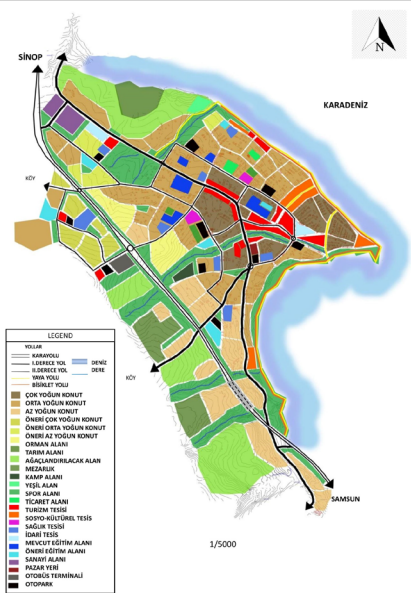 N
SİNOP
KARADENİZ
KÖY
KÖY
SAMSUN
1/5000
LEGEND
YOLLAR
KARAYOLU
I.DERECE YOL
II.DERECE YOL
YAYA YOLU
BİSİKLET YOLU
DENİZ
DERE
ÇOK YOĞUN KONUT
ORTA YOĞUN KONUT
AZ YOĞUN KONUT
ÖNERİ ÇOK YOĞUN KONUT
ÖNERİ ORTA YOĞUN KONUT
ÖNERİ AZ YOĞUN KONUT
ORMAN ALANI
TARIM ALANI
AĞAÇLANDIRILACAK ALAN
MEZARLIK
KAMP ALANI
YEŞİL ALAN
SPOR ALANI
TİCARET ALANI
TURİZM TESİSİ
SOSYO-KÜLTÜREL TESİS
SAĞLIK TESİSİ
İDARİ TESİS
MEVCUT EĞİTİM ALANI
ÖNERİ EĞİTİM ALANI
SANAYİ ALANI
PAZAR YERİ
OTOBÜS TERMİNALİ
OTOPARK